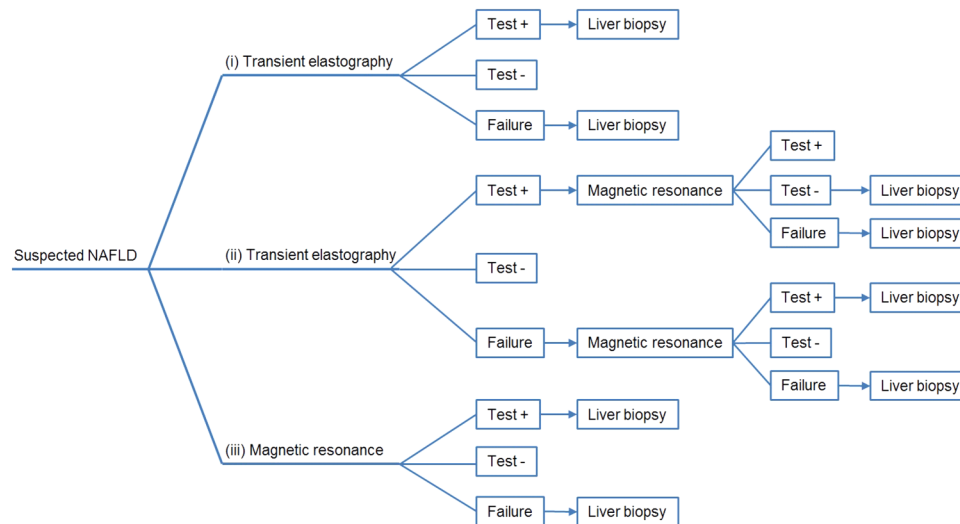 Test + Liver biopsy
(i) Transient elastography
Test -
Failure Liver biopsy
Test +
Test + Magnetic resonance Test - Liver biopsy
Failure Liver biopsy
Suspected NAFLD (ii) Transient elastography
Test -
Test + Liver biopsy
Failure Magnetic resonance Test -
Failure Liver biopsy
Test + Liver biopsy
(iii) Magnetic resonance
Test -
Failure Liver biopsy